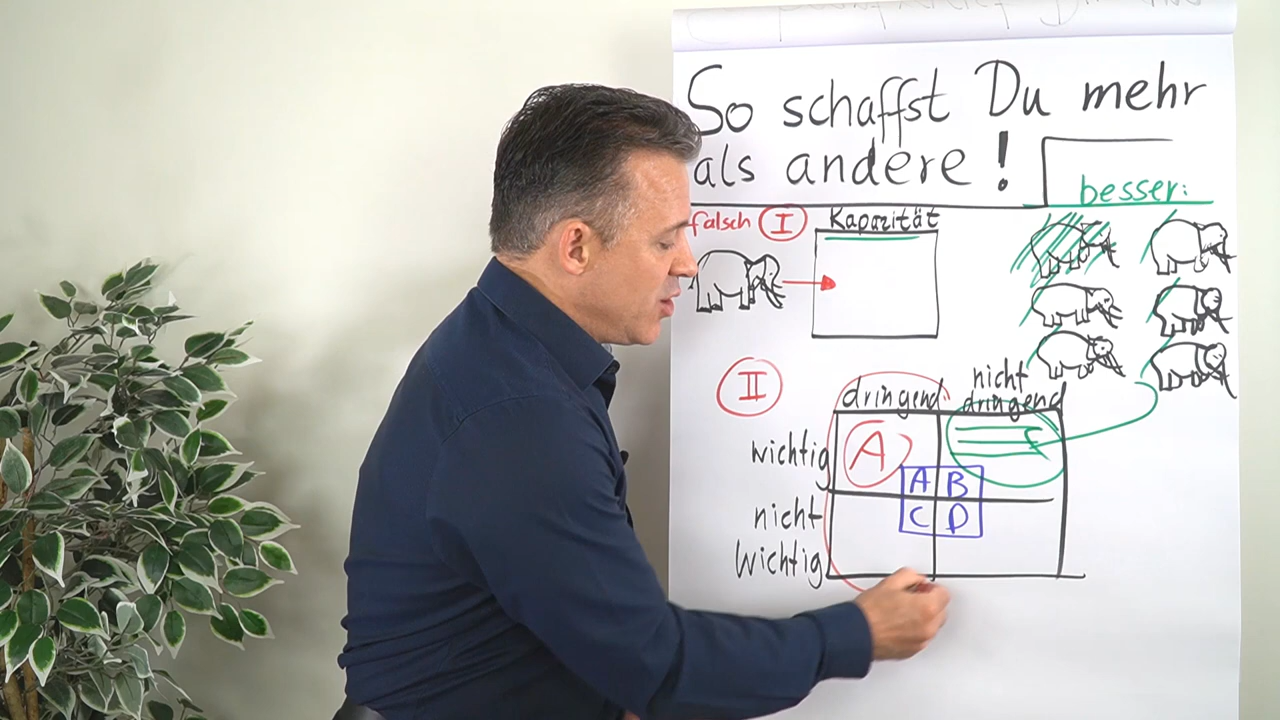 So schaffst Du mehr
als andere!
besser:
falsch I Kapazität
II
dringend nicht dringend
wichtig A
A B
C D
nicht
Wichtig